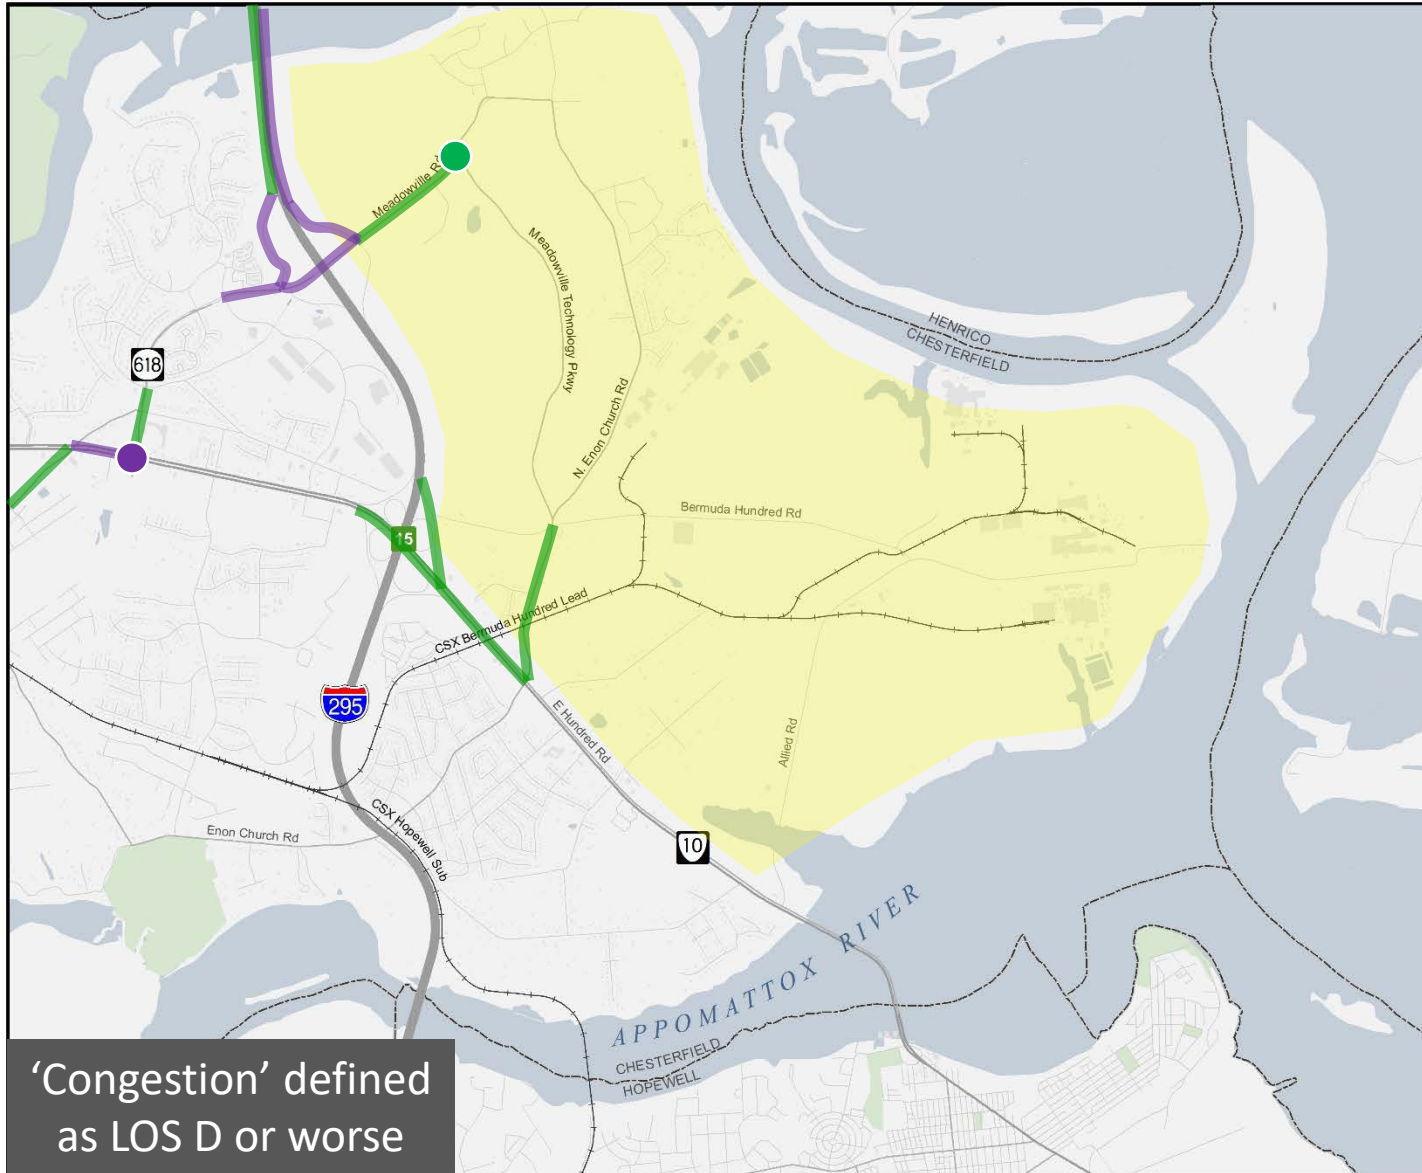 Meadowville Rd
Meadowville Technology Pkwy
HENRICO
CHESTERFIELD
618
N. Enon Church Rd
Bermuda Hundred Rd
15
CSX Bermuda Hundred Lead
295
E Hundred Rd
Allied Rd
Enon Church Rd
CSX Hopewell Sub
10
APPOMATTOX RIVER
CHESTERFIELD
HOPEWELL
‘Congestion’ defined
as LOS D or worse